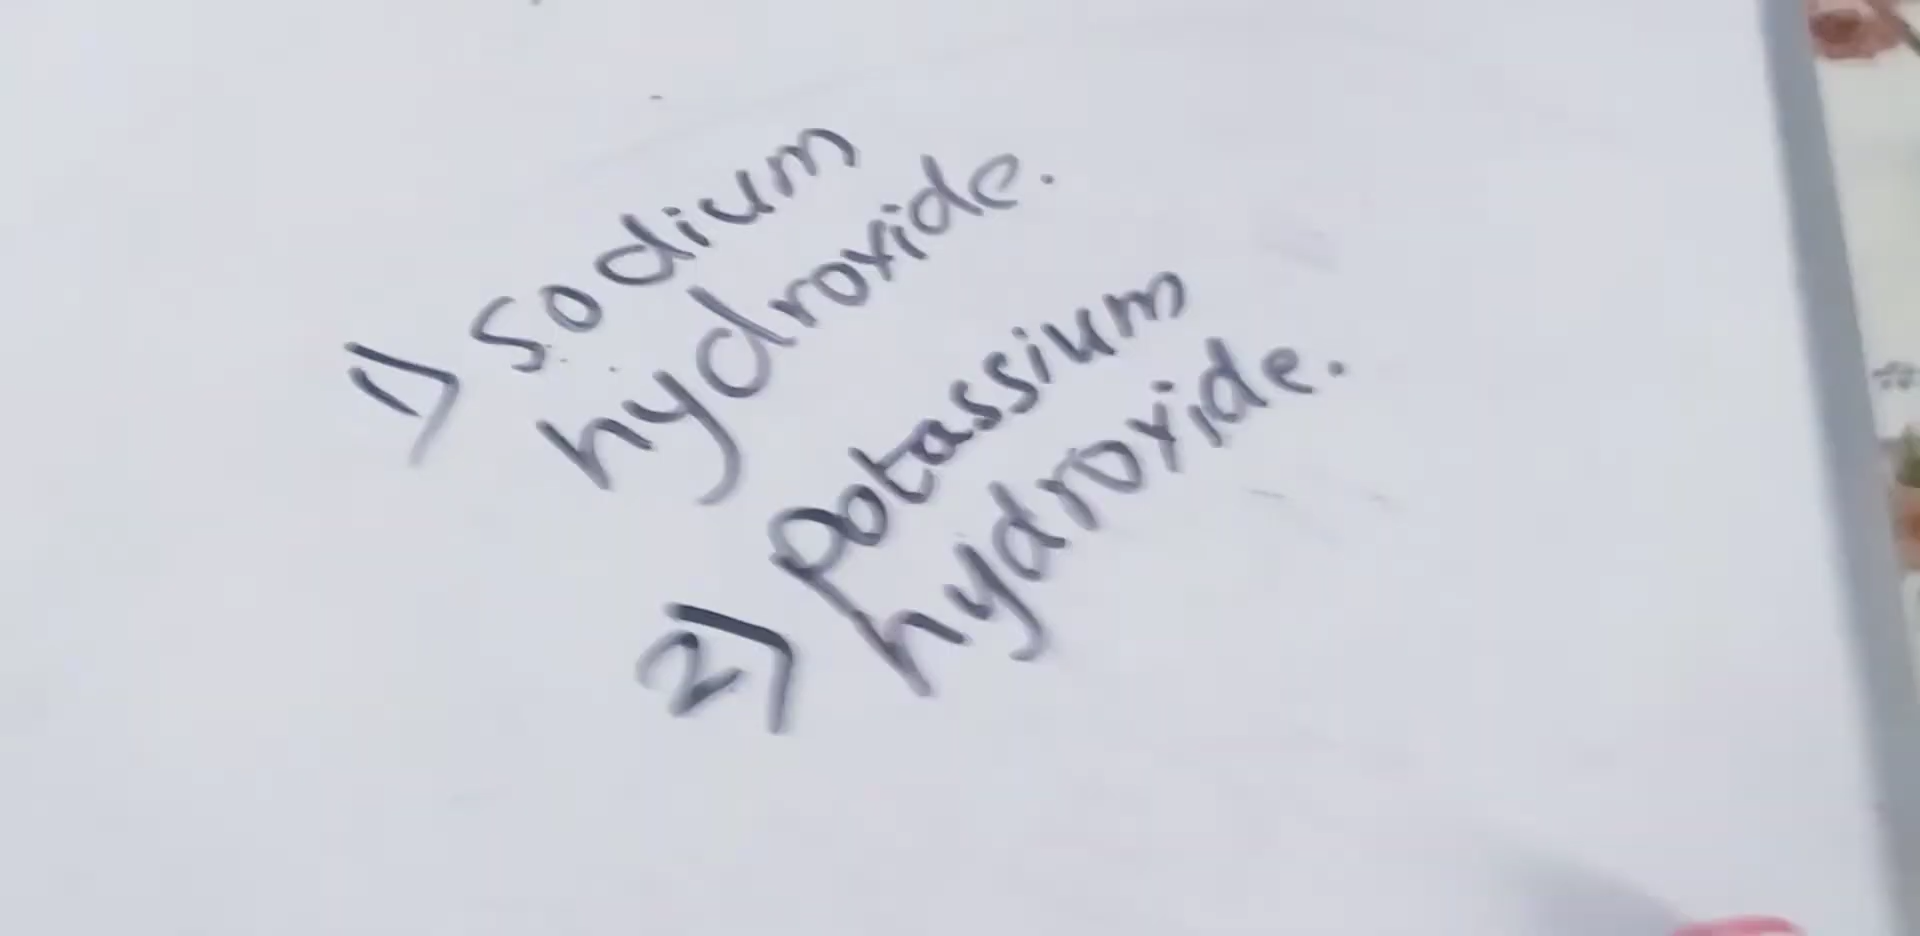 1) sodium
hydroxide.
2) potassium
hydroxide.